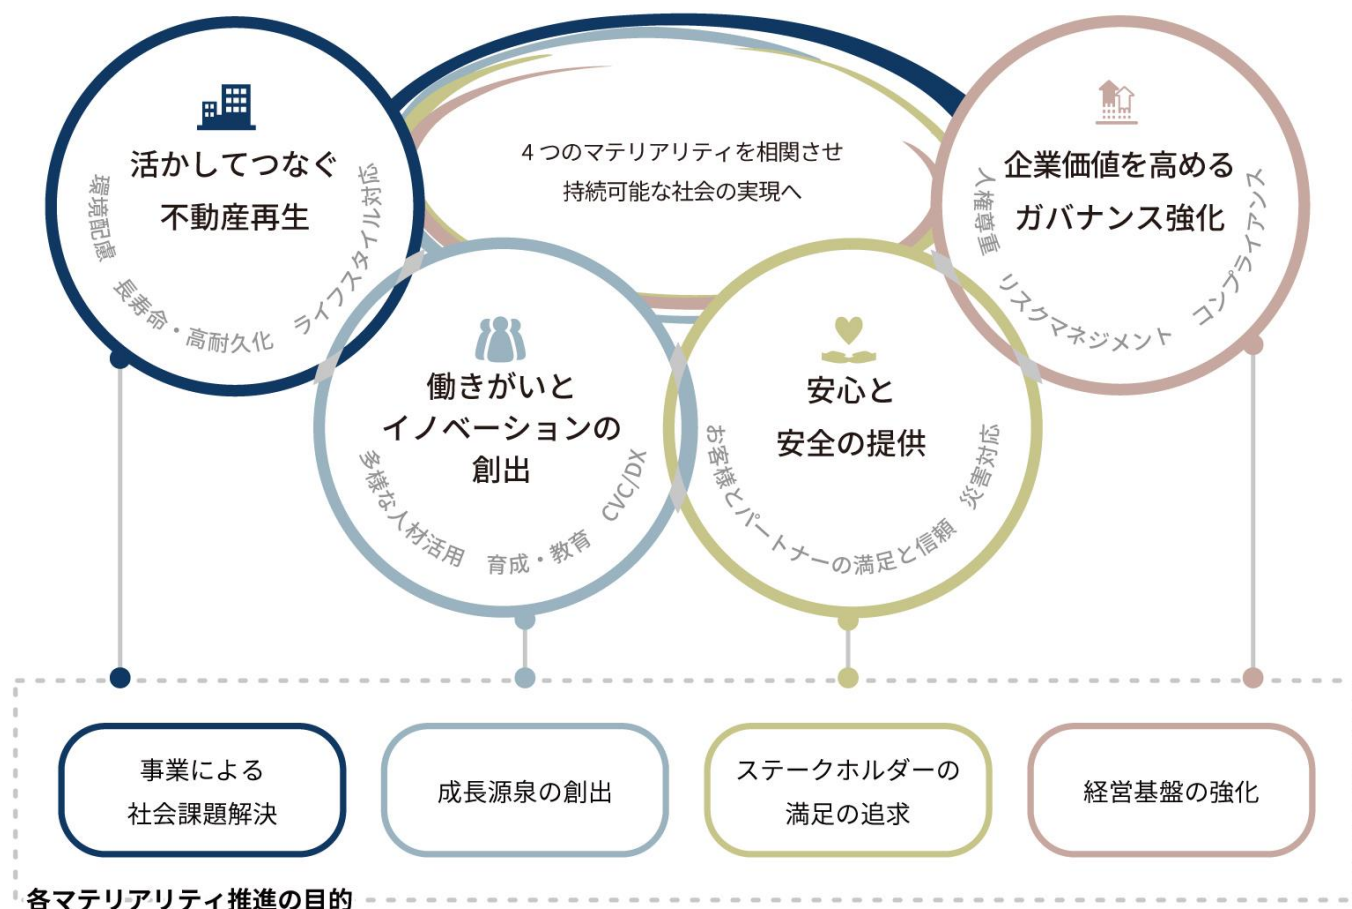 4 つのマテリアリティを相関させ
持続可能な社会の実現へ
活かしてつなぐ
不動産再生
環境配慮 長寿命・高耐久化 ライフスタイル対応
働きがいと
イノベーションの
創出
多様な人材活用 育成・教育 CVC/DX
安心と
安全の提供
お客様とパートナーの満足と信頼 災害対応
企業価値を高める
ガバナンス強化
人権尊重 リスクマネジメント コンプライアンス
事業による
社会課題解決
成長源泉の創出
ステークホルダーの
満足の追求
経営基盤の強化
各マテリアリティ推進の目的